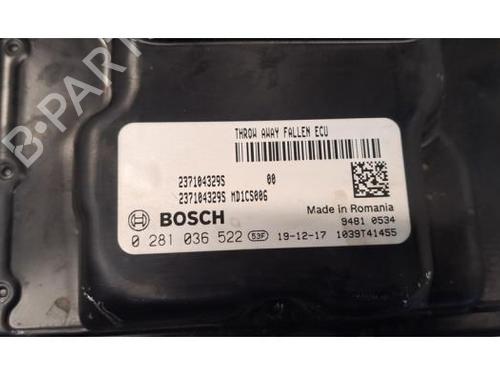 THROW AWAY FALLEN ECU
237104329S 00
237104329S MD1CS006
BOSCH
Made in Romania
9481 0534
0 281 036 522 53F 19-12-17 1039T41455